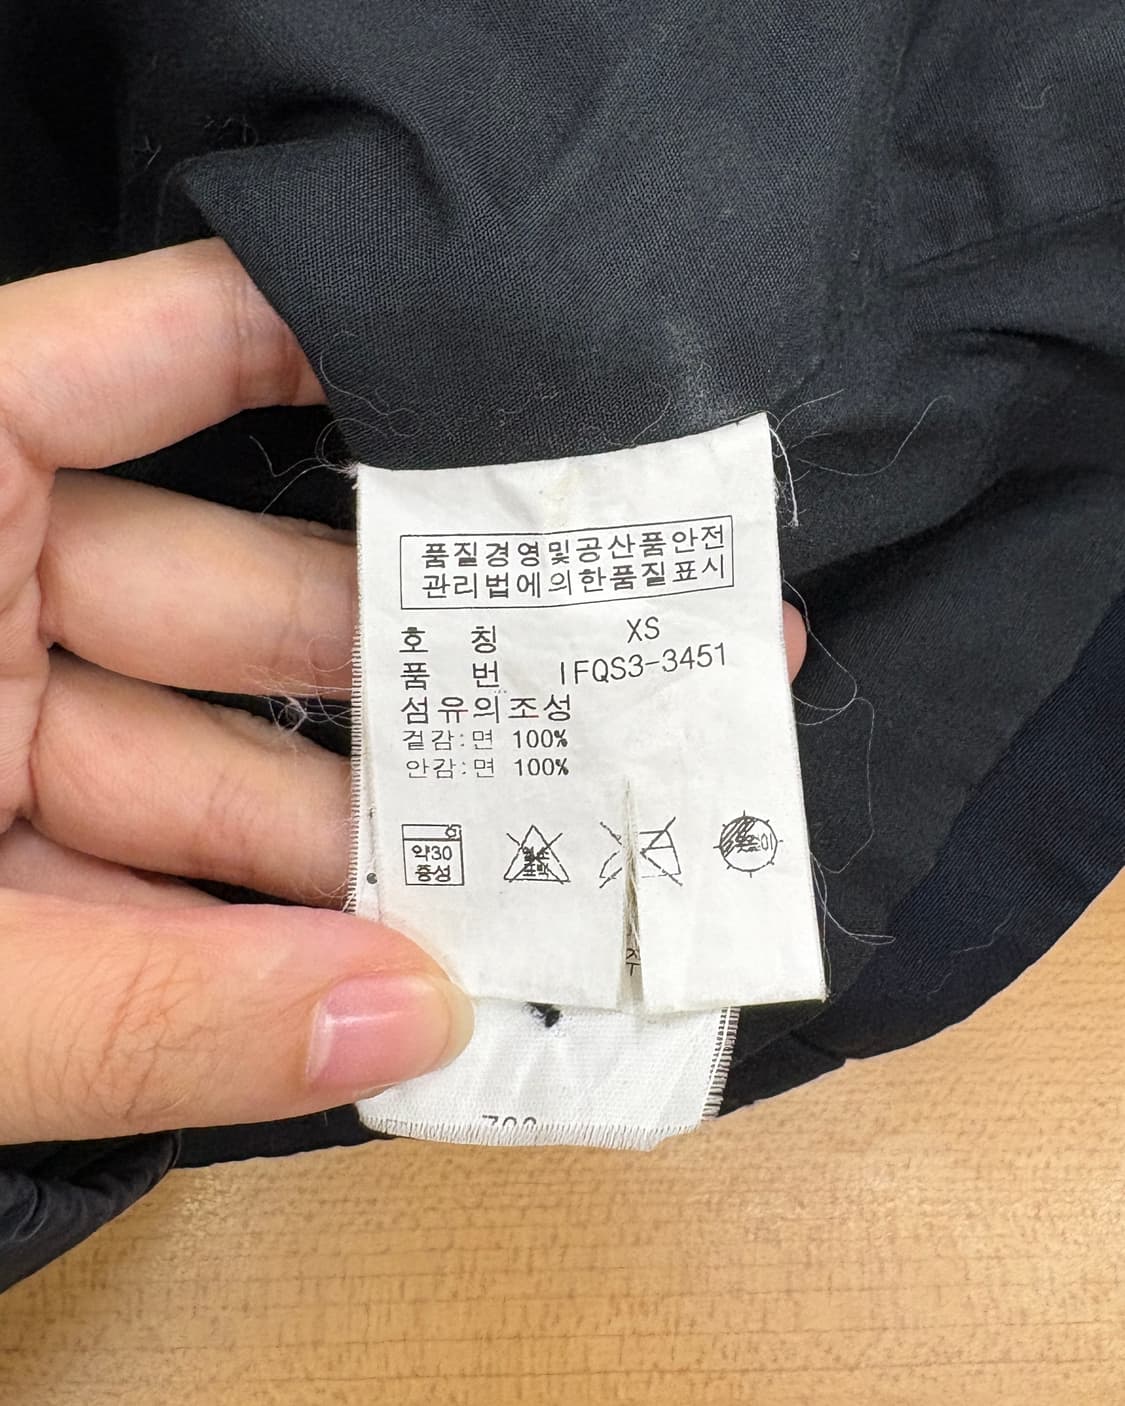 품질경영및공산품안전
관리법에의한품질표시
호 칭 XS
품 번 IFQS3-3451
섬유의조성
겉감:면 100%
안감:면 100%
약30
중성